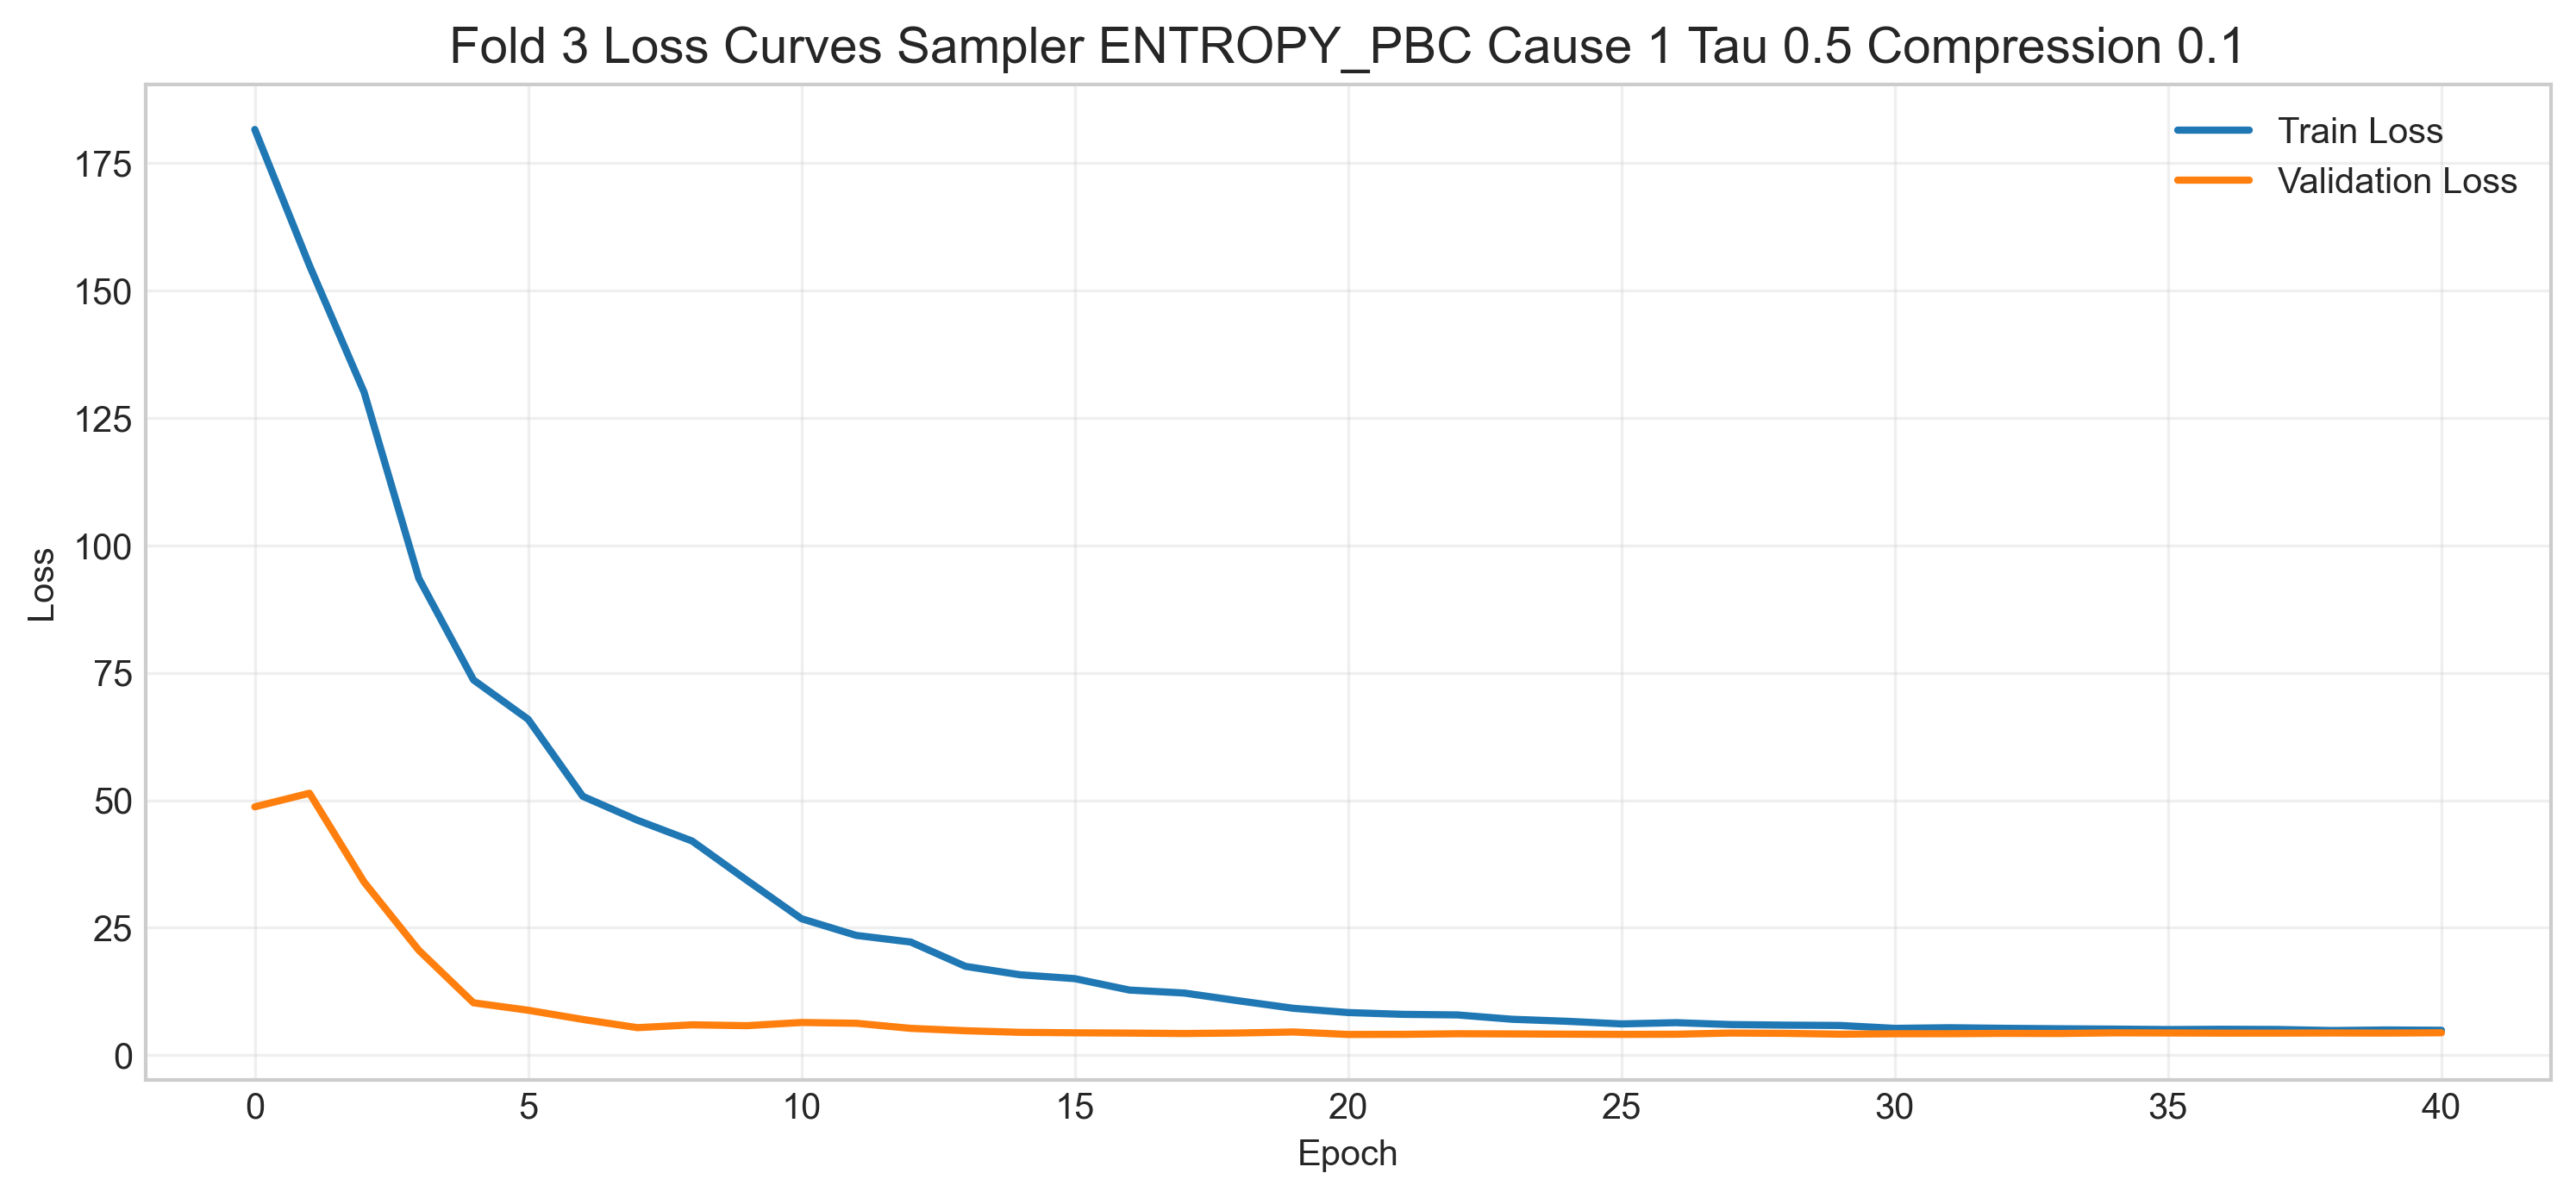 Fold 3 Loss Curves Sampler ENTROPY_PBC Cause 1 Tau 0.5 Compression 0.1
Train Loss
Validation Loss
175
150
125
100
75
50
25
0
Loss
0 5 10 15 20 25 30 35 40
Epoch